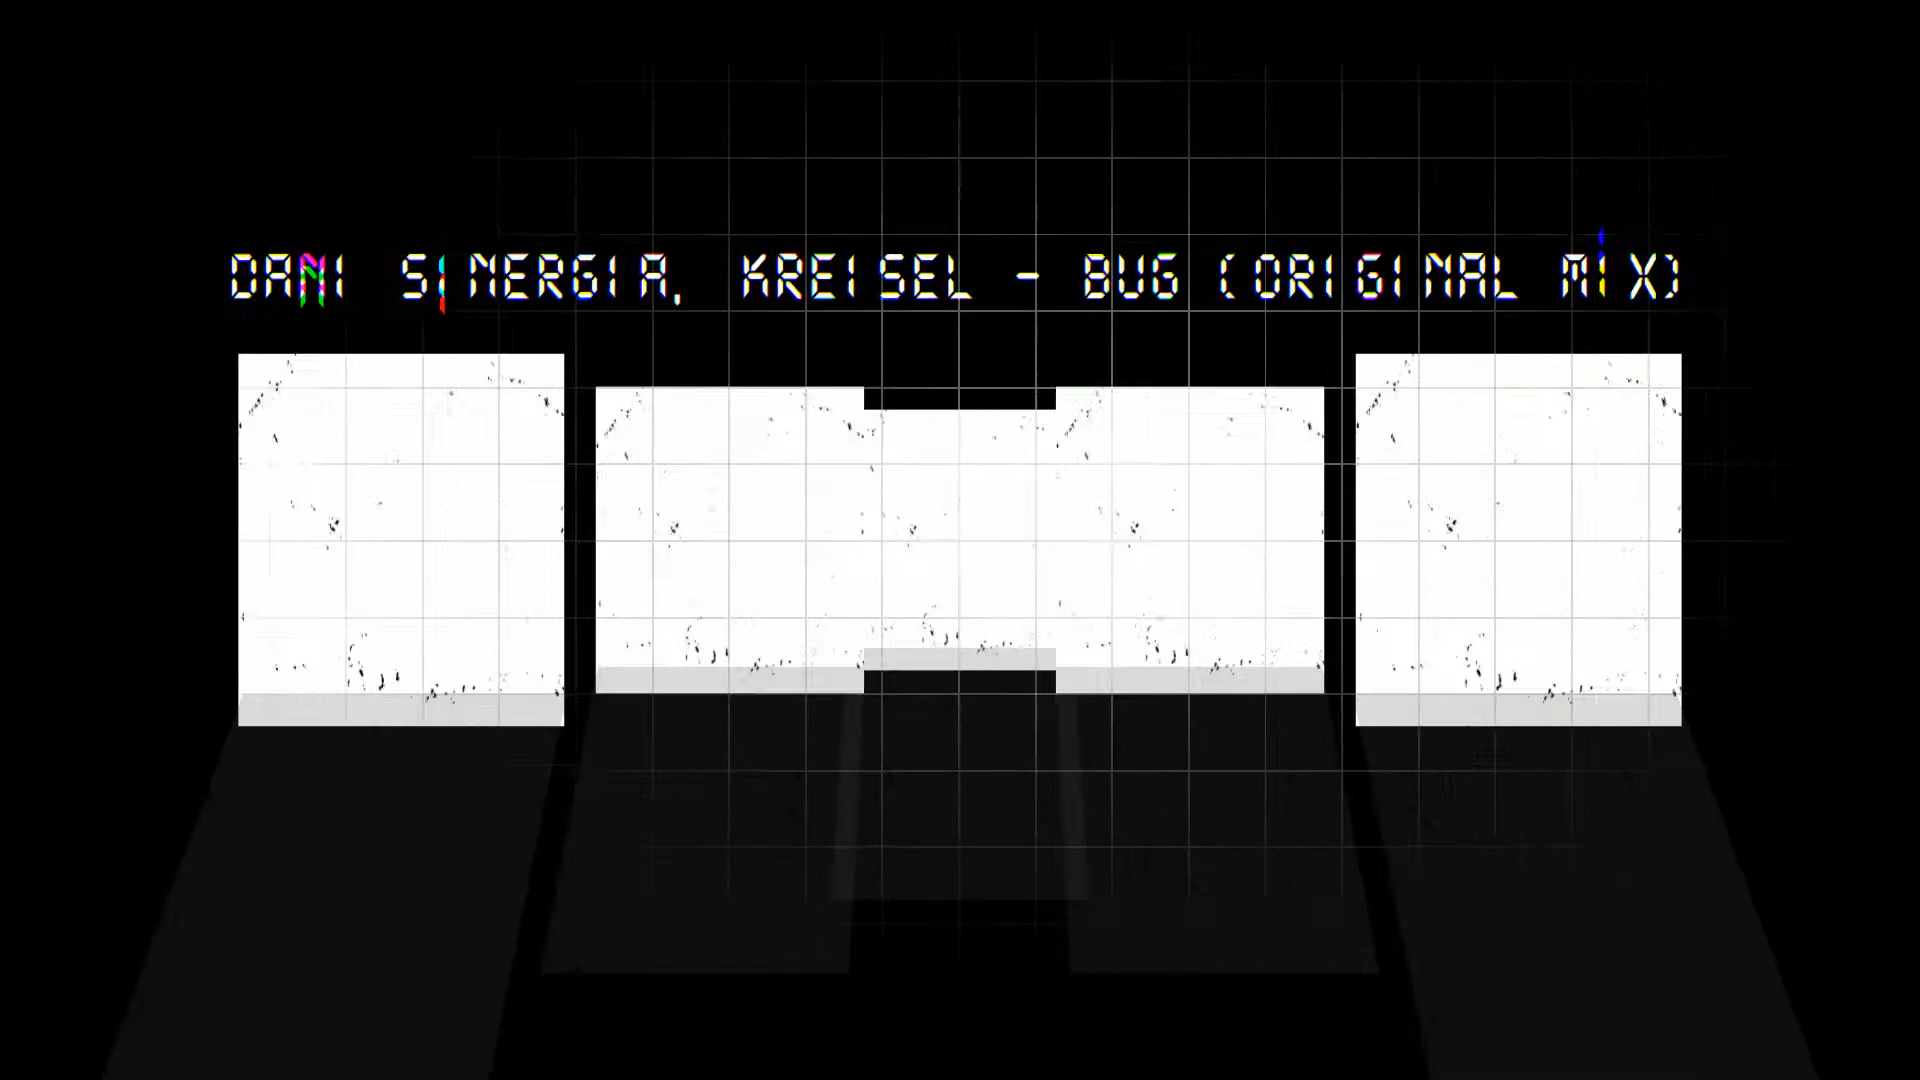 DANI SINERGIA, KREISEL - BUG (ORIGINAL MIX)